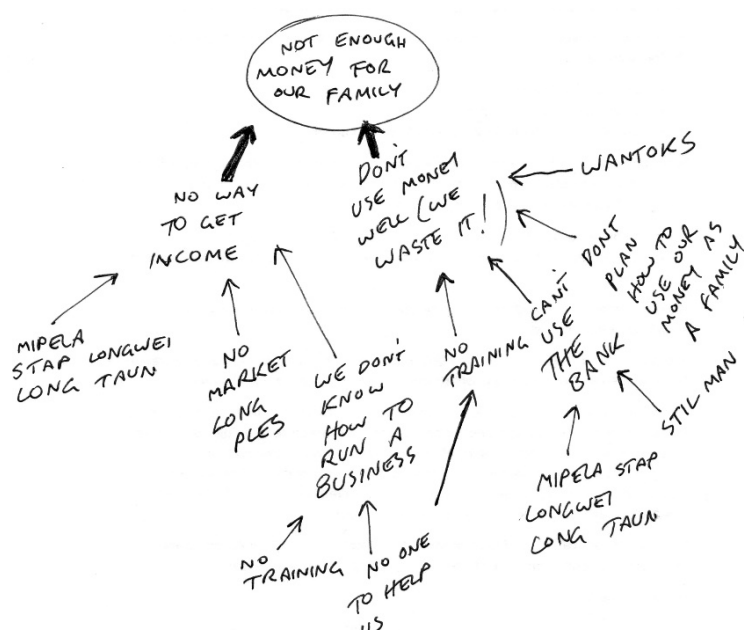 NOT ENOUGH
MONEY FOR
OUR FAMILY
NO WAY
TO GET
INCOME
DON'T
USE MONEY
WELL (WE
WASTE IT!)
WANTOKS
DONT
PLAN
HOW TO
USE OUR
MONEY AS
A FAMILY
MIPELA
STAP LONGWEI
LONG TAUN
NO
MARKET
LONG
PLES
WE DON'T
KNOW
HOW TO
RUN A
BUSINESS
NO
TRAINING
CAN'T
USE
THE
BANK
STIL MAN
MIPELA STAP
LONGWEI
LONG TAUN
NO
TRAINING
NO ONE
TO HELP
US